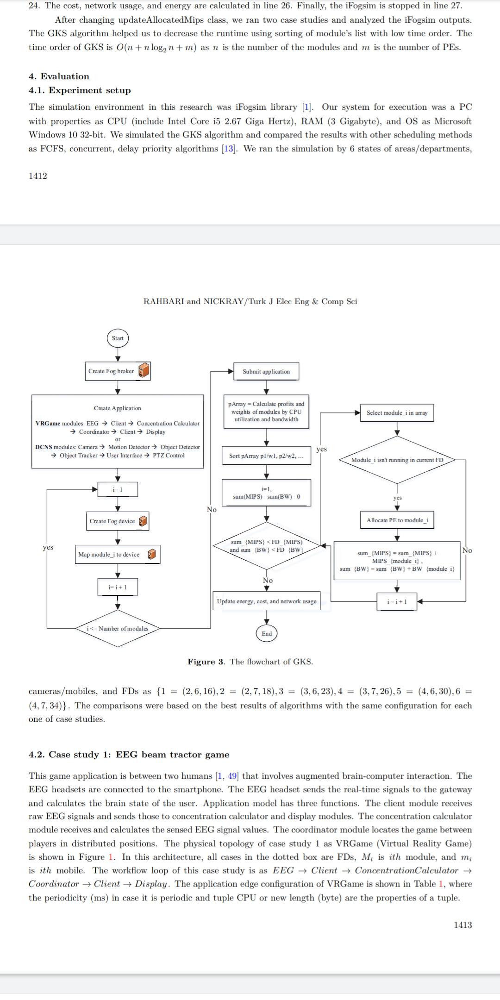 24. The cost, network usage, and energy are calculated in line 26. Finally, the iFogsim is stopped in line 27.
After changing updateAllocatedMips class, we ran two case studies and analyzed the iFogsim outputs.
The GKS algorithm helped us to decrease the runtime using sorting of module's list with low time order. The
time order of GKS is O(n + n log₂ n + m) as n is the number of the modules and m is the number of PEs.
4. Evaluation
4.1. Experiment setup
The simulation environment in this research was iFogsim library [1]. Our system for execution was a PC
with properties as CPU (include Intel Core i5 2.67 Giga Hertz), RAM (3 Gigabyte), and OS as Microsoft
Windows 10 32-bit. We simulated the GKS algorithm and compared the results with other scheduling methods
as FCFS, concurrent, delay priority algorithms [13]. We ran the simulation by 6 states of areas/departments,
1412
RAHBARI and NICKRAY/Turk J Elec Eng & Comp Sci
Start
Create Fog broker
Create Application
VRGame modules: EEG → Client → Concentration Calculator
→ Coordinator → Client → Display
or
DCNS modules: Camera → Motion Detector → Object Detector
→ Object Tracker → User Interface → PTZ Control
i= 1
Create Fog device
yes
Map module_i to device
i= i + 1
i <= Number of modules
No
Submit application
pArray = Calculate profits and
weights of modules by CPU
utilization and bandwidth
Sort pArray p1/w1, p2/w2, ...
i=1,
sum(MIPS)= sum(BW)= 0
sum_{MIPS} < FD_{MIPS}
and sum_{BW} < FD_{BW}
No
Update energy, cost, and network usage
End
yes
Select module_i in array
Module_i isn't running in current FD
yes
Allocate PE to module_i
sum_{MIPS} = sum_{MIPS} +
MIPS_{module_i} ,
sum_{BW} = sum_{BW} + BW_{module_i}
No
i = i + 1
Figure 3. The flowchart of GKS.
cameras/mobiles, and FDs as {1 = (2, 6, 16), 2 = (2, 7, 18), 3 = (3, 6, 23), 4 = (3, 7, 26), 5 = (4, 6, 30), 6 =
(4, 7, 34)}. The comparisons were based on the best results of algorithms with the same configuration for each
one of case studies.
4.2. Case study 1: EEG beam tractor game
This game application is between two humans [1, 49] that involves augmented brain-computer interaction. The
EEG headsets are connected to the smartphone. The EEG headset sends the real-time signals to the gateway
and calculates the brain state of the user. Application model has three functions. The client module receives
raw EEG signals and sends those to concentration calculator and display modules. The concentration calculator
module receives and calculates the sensed EEG signal values. The coordinator module locates the game between
players in distributed positions. The physical topology of case study 1 as VRGame (Virtual Reality Game)
is shown in Figure 1. In this architecture, all cases in the dotted box are FDs, Mᵢ is ith module, and mᵢ
is ith mobile. The workflow loop of this case study is as EEG → Client → ConcentrationCalculator →
Coordinator → Client → Display. The application edge configuration of VRGame is shown in Table 1, where
the periodicity (ms) in case it is periodic and tuple CPU or new length (byte) are the properties of a tuple.
1413